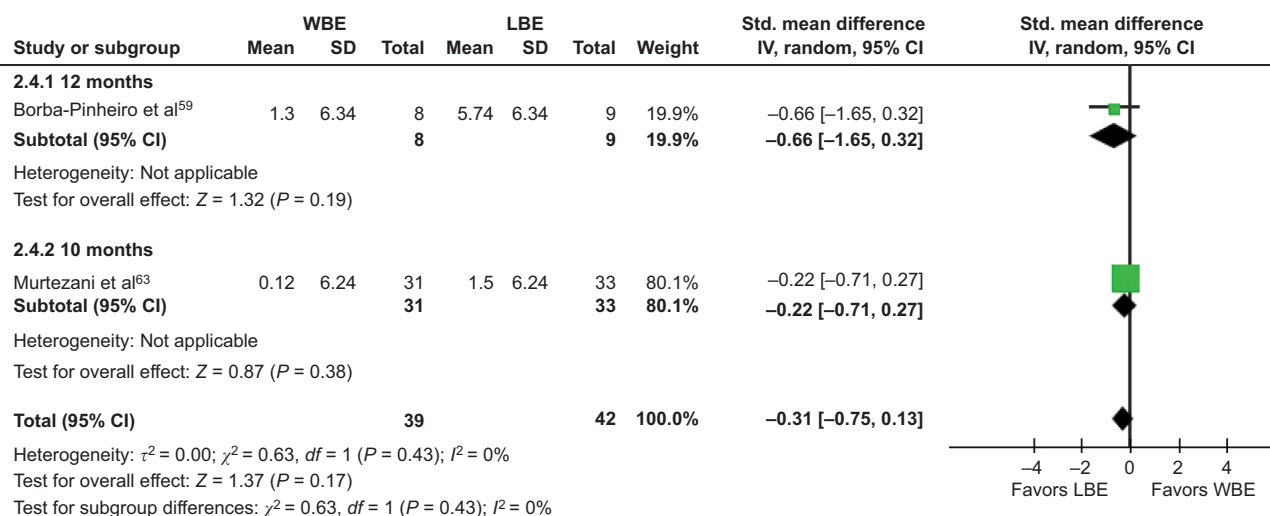 WBE LBE Std. mean difference Std. mean difference
Study or subgroup Mean SD Total Mean SD Total Weight IV, random, 95% CI IV, random, 95% CI
2.4.1 12 months
Borba-Pinheiro et al⁵⁹ 1.3 6.34 8 5.74 6.34 9 19.9% –0.66 [–1.65, 0.32]
Subtotal (95% CI) 8 9 19.9% –0.66 [–1.65, 0.32]
Heterogeneity: Not applicable
Test for overall effect: Z = 1.32 (P = 0.19)
2.4.2 10 months
Murtezani et al⁶³ 0.12 6.24 31 1.5 6.24 33 80.1% –0.22 [–0.71, 0.27]
Subtotal (95% CI) 31 33 80.1% –0.22 [–0.71, 0.27]
Heterogeneity: Not applicable
Test for overall effect: Z = 0.87 (P = 0.38)
Total (95% CI) 39 42 100.0% –0.31 [–0.75, 0.13]
Heterogeneity: τ² = 0.00; χ² = 0.63, df = 1 (P = 0.43); I² = 0%
Test for overall effect: Z = 1.37 (P = 0.17)
Test for subgroup differences: χ² = 0.63, df = 1 (P = 0.43); I² = 0%
–4 –2 0 2 4
Favors LBE Favors WBE